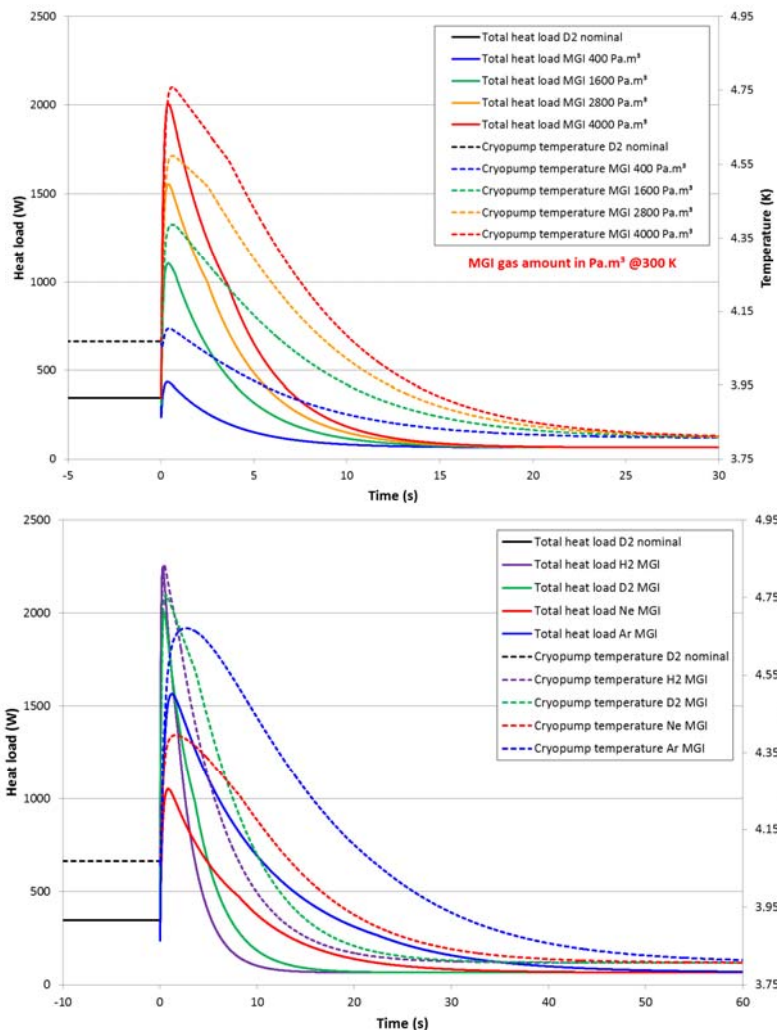 2500
2000
1500
1000
500
0
Heat load (W)
-5
0
5
10
15
20
25
30
Time (s)
4.95
4.75
4.55
4.35
4.15
3.95
3.75
Temperature (K)
Total heat load D2 nominal
Total heat load MGI 400 Pa.m³
Total heat load MGI 1600 Pa.m³
Total heat load MGI 2800 Pa.m³
Total heat load MGI 4000 Pa.m³
Cryopump temperature D2 nominal
Cryopump temperature MGI 400 Pa.m³
Cryopump temperature MGI 1600 Pa.m³
Cryopump temperature MGI 2800 Pa.m³
Cryopump temperature MGI 4000 Pa.m³
MGI gas amount in Pa.m³ @300 K
2500
2000
1500
1000
500
0
Heat load (W)
-10
0
10
20
30
40
50
60
Time (s)
4.95
4.75
4.55
4.35
4.15
3.95
3.75
Temperature (K)
Total heat load D2 nominal
Total heat load H2 MGI
Total heat load D2 MGI
Total heat load Ne MGI
Total heat load Ar MGI
Cryopump temperature D2 nominal
Cryopump temperature H2 MGI
Cryopump temperature D2 MGI
Cryopump temperature Ne MGI
Cryopump temperature Ar MGI